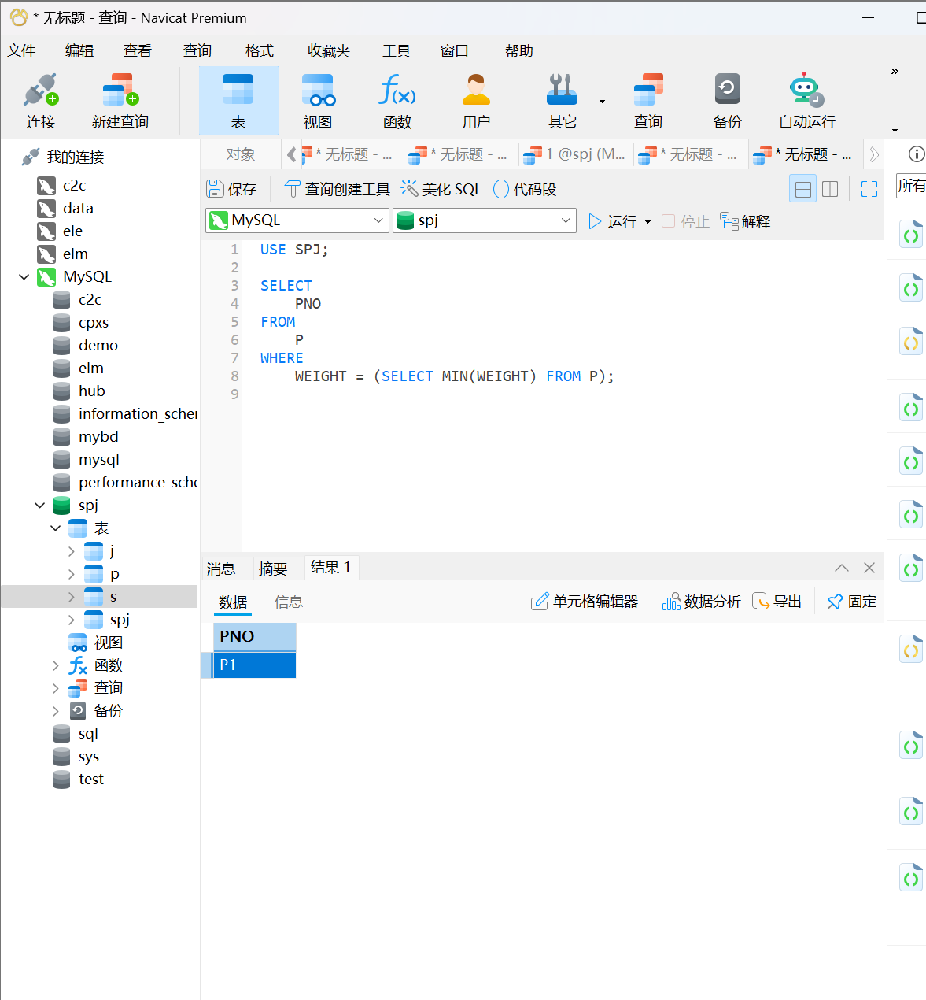 * 无标题 - 查询 - Navicat Premium
文件 编辑 查看 查询 格式 收藏夹 工具 窗口 帮助
连接 新建查询 表 视图 函数 用户 其它 查询 备份 自动运行
我的连接
c2c
data
ele
elm
MySQL
c2c
cpxs
demo
elm
hub
information_scher
mybd
mysql
performance_sche
spj
表
j
p
s
spj
视图
函数
查询
备份
sql
sys
test
对象 * 无标题 - ... * 无标题 - ... 1 @spj (M... * 无标题 - ... * 无标题 - ...
保存 查询创建工具 美化 SQL () 代码段
MySQL spj 运行 停止 解释
所有
1 USE SPJ;
2
3 SELECT
4 PNO
5 FROM
6 P
7 WHERE
8 WEIGHT = (SELECT MIN(WEIGHT) FROM P);
9
消息 摘要 结果 1
数据 信息 单元格编辑器 数据分析 导出 固定
PNO
P1